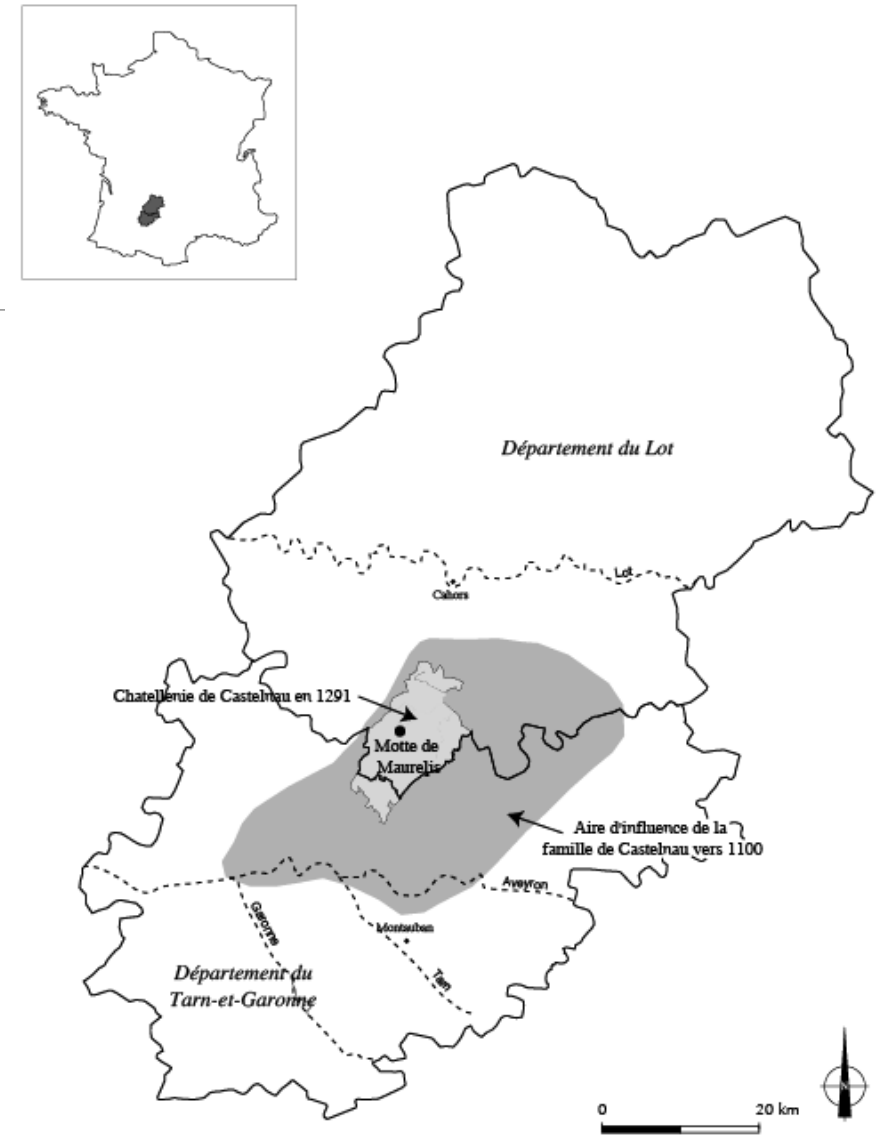 Département du Lot
Lot
Cahors
Chatellenie de Castelnau en 1291
Motte de
Maurelis
Aire d'influence de la
famille de Castelnau vers 1100
Aveyron
Garonne
Montauban
Tarn
Département du
Tarn-et-Garonne
N
0
20 km